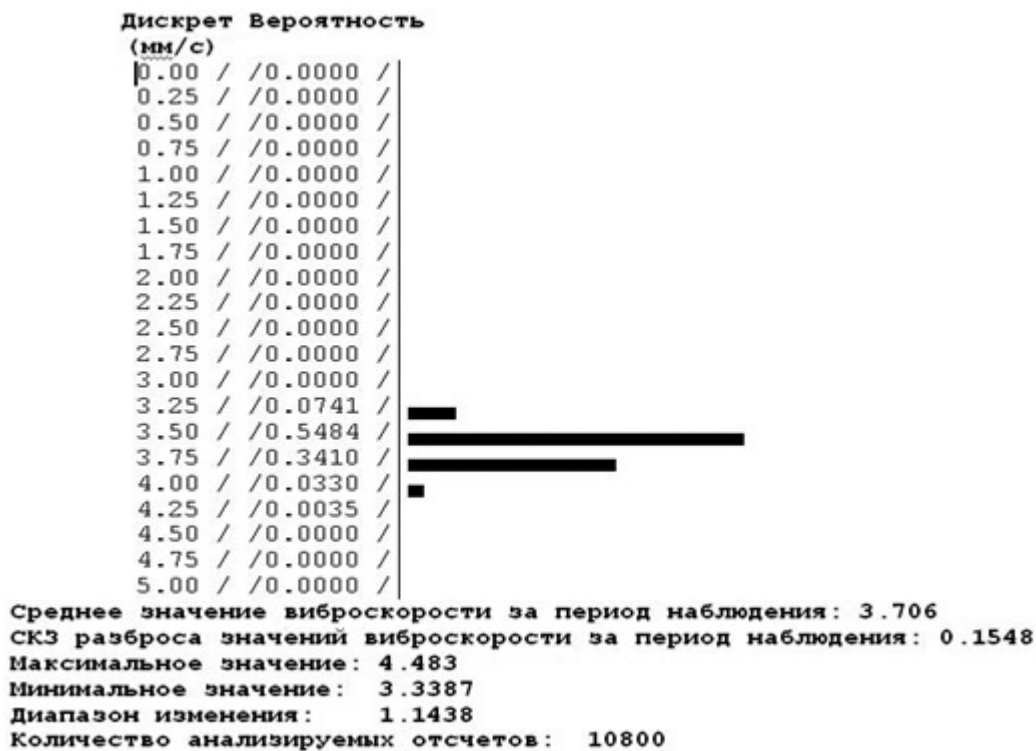 Дискрет Вероятность
(мм/с)
0.00 / /0.0000 /
0.25 / /0.0000 /
0.50 / /0.0000 /
0.75 / /0.0000 /
1.00 / /0.0000 /
1.25 / /0.0000 /
1.50 / /0.0000 /
1.75 / /0.0000 /
2.00 / /0.0000 /
2.25 / /0.0000 /
2.50 / /0.0000 /
2.75 / /0.0000 /
3.00 / /0.0000 /
3.25 / /0.0741 /
3.50 / /0.5484 /
3.75 / /0.3410 /
4.00 / /0.0330 /
4.25 / /0.0035 /
4.50 / /0.0000 /
4.75 / /0.0000 /
5.00 / /0.0000 /
Среднее значение виброскорости за период наблюдения: 3.706
СКЗ разброса значений виброскорости за период наблюдения: 0.1548
Максимальное значение: 4.483
Минимальное значение: 3.3387
Диапазон изменения: 1.1438
Количество анализируемых отсчетов: 10800